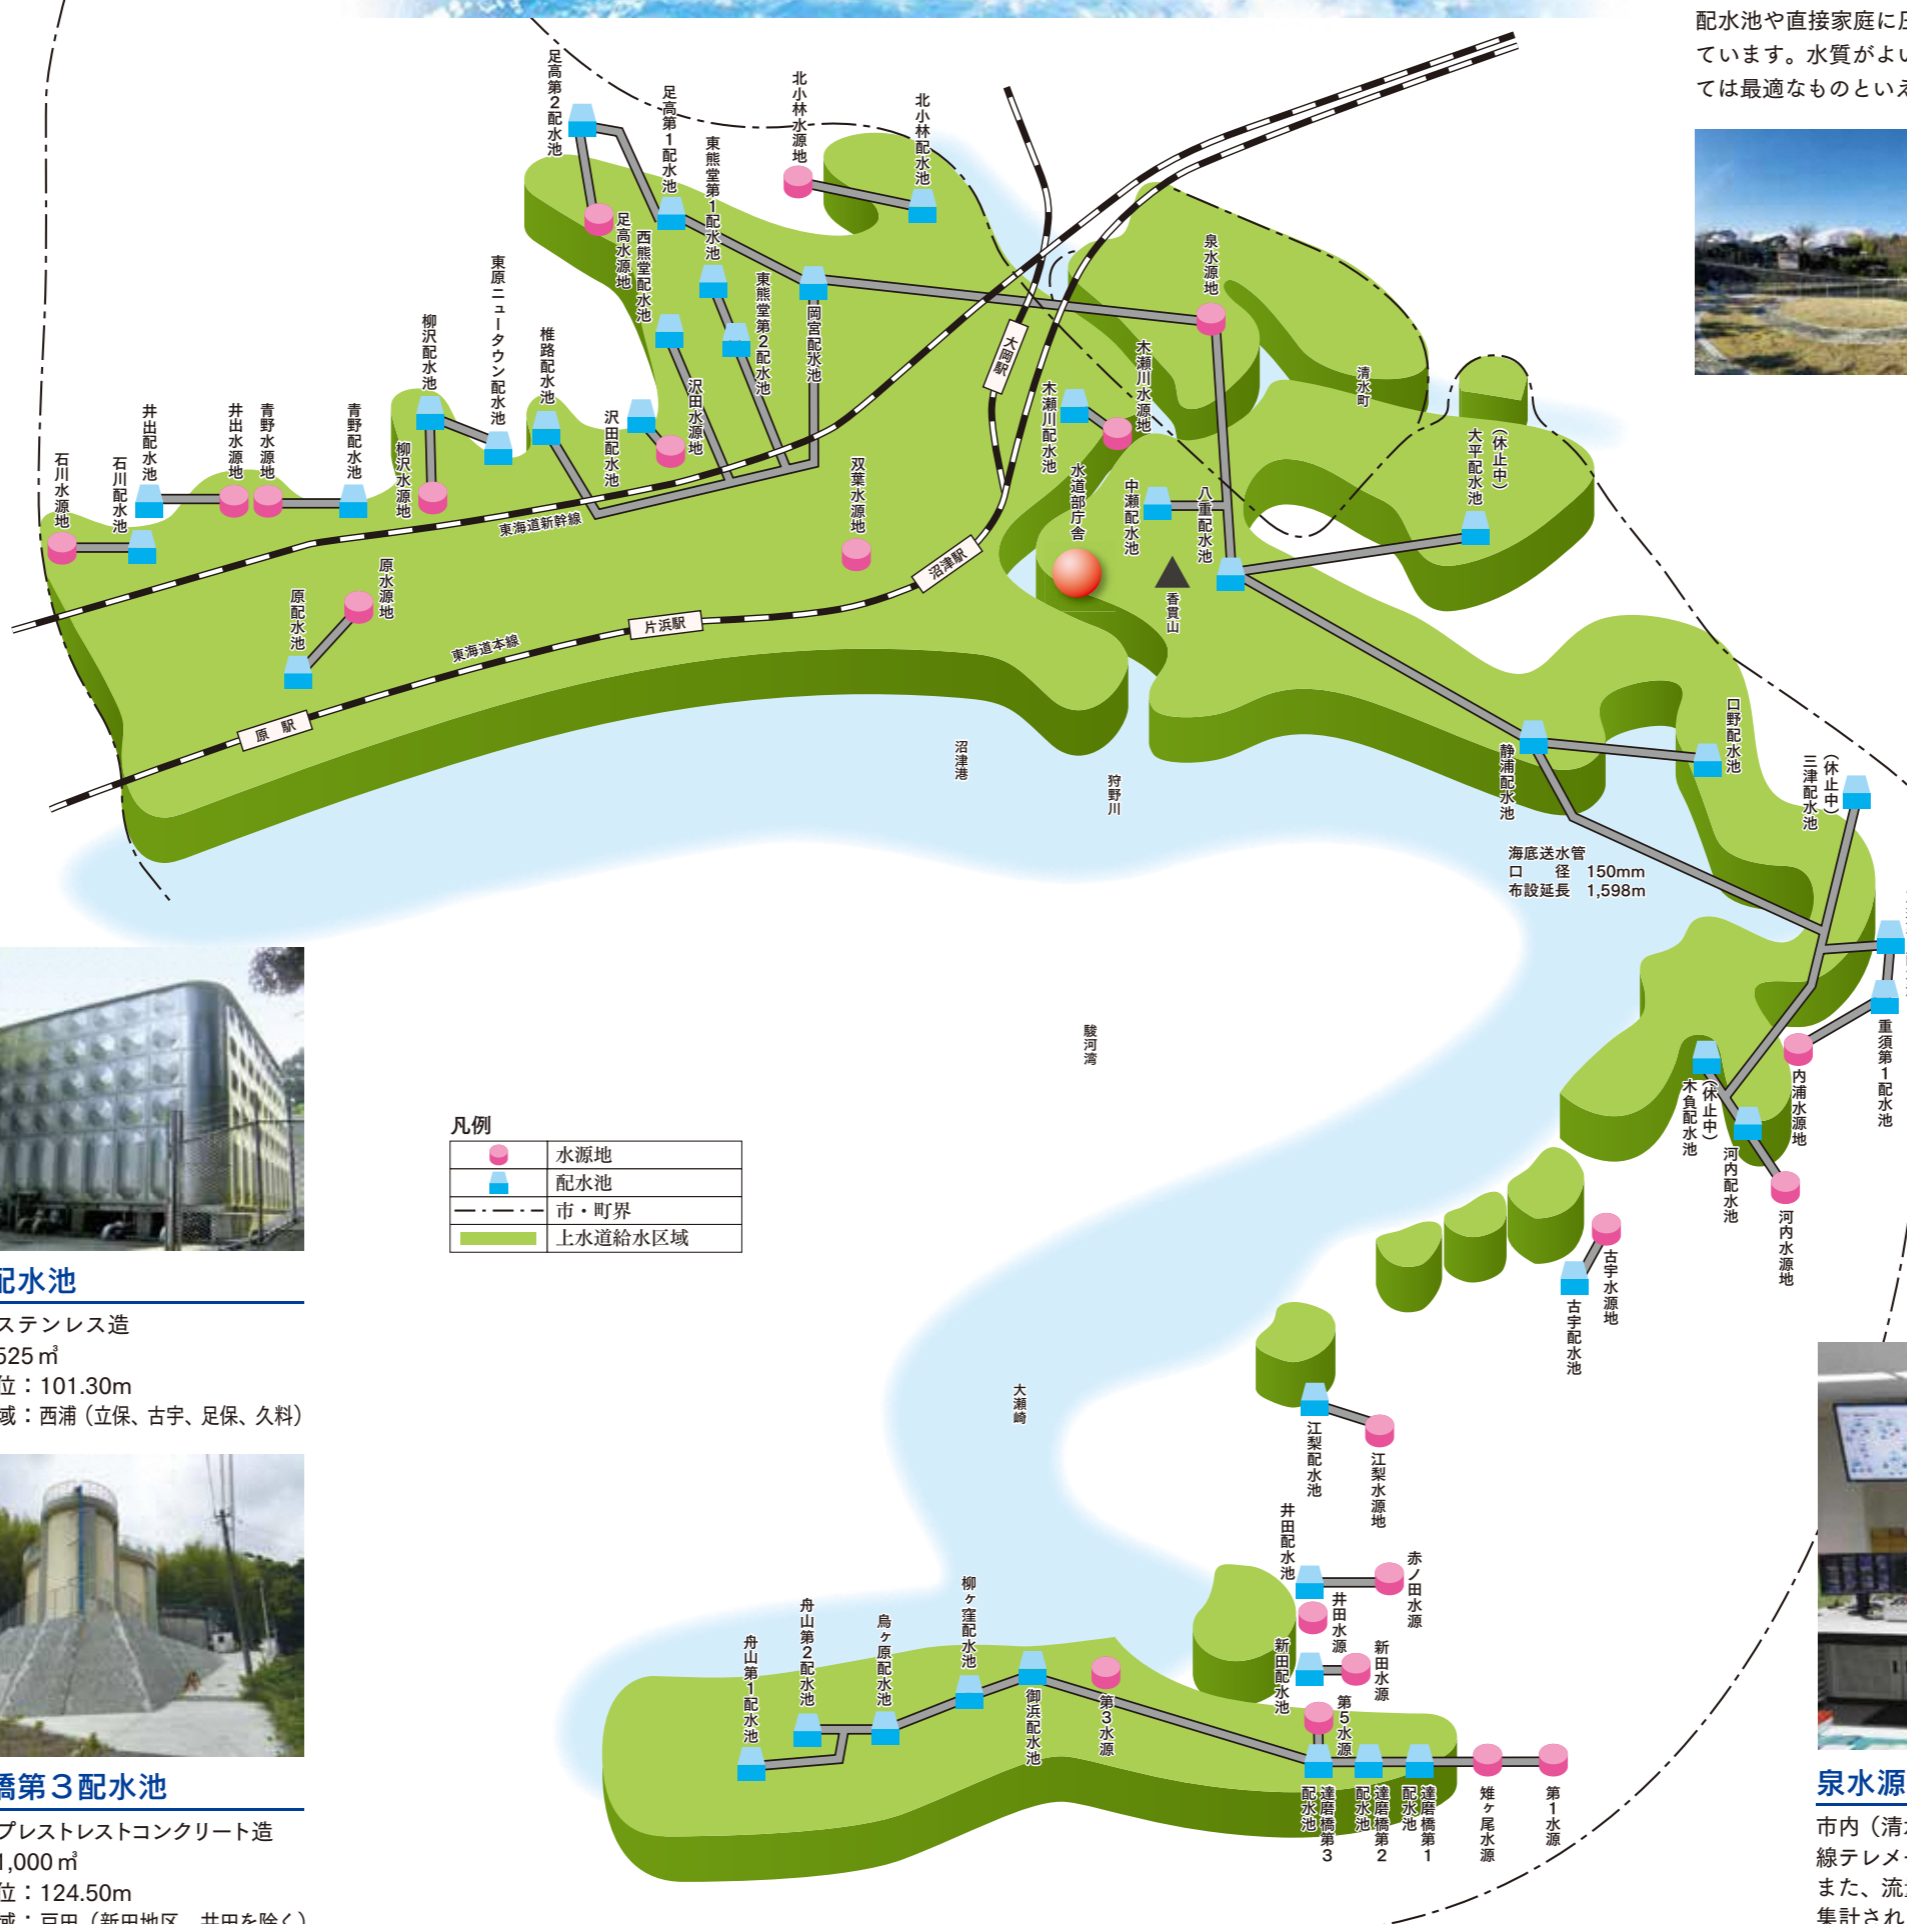 配水池や直接家庭に圧
ています。水質がよい
ては最適なものといえ
足高第2配水池
足高第1配水池
北小林水源地
北小林配水池
東熊堂第1配水池
足高水源地
西熊堂配水池
東熊堂第2配水池
岡宮配水池
泉水源地
東原ニュータウン配水池
柳沢配水池
椎路配水池
沢田水源地
沢田配水池
大岡駅
木瀬川水源地
木瀬川配水池
清水町
井出配水池
井出水源地
青野水源地
青野配水池
柳沢水源地
石川水源地
石川配水池
双葉水源地
水道部庁舎
中瀬配水池
八重配水池
大平配水池
(休止中)
東海道新幹線
原水源地
原配水池
沼津駅
片浜駅
香貫山
東海道本線
原 駅
沼津港
狩野川
静浦配水池
口野配水池
三津配水池
(休止中)
海底送水管
口 径 150mm
布設延長 1,598m
駿河湾
重須第1配水池
内浦水源地
木負配水池
(休止中)
河内配水池
河内水源地
凡例
水源地
配水池
市・町界
上水道給水区域
古宇水源地
古宇配水池
配水池
ステンレス造
525㎥
位：101.30m
域：西浦（立保、古宇、足保、久料）
大瀬崎
江梨配水池
江梨水源地
井田配水池
赤ノ田水源
井田水源
新田配水池
新田水源
柳ヶ窪配水池
舟山第2配水池
烏ヶ原配水池
舟山第1配水池
御浜配水池
第3水源
第5水源
達磨橋第3配水池
達磨橋第2配水池
達磨橋第1配水池
雉ヶ尾水源
第1水源
橋第3配水池
プレストレストコンクリート造
1,000㎥
位：124.50m
域：戸田（新田地区、井田を除く）
泉水源
市内（清水
線テレメー
また、流量
集計され